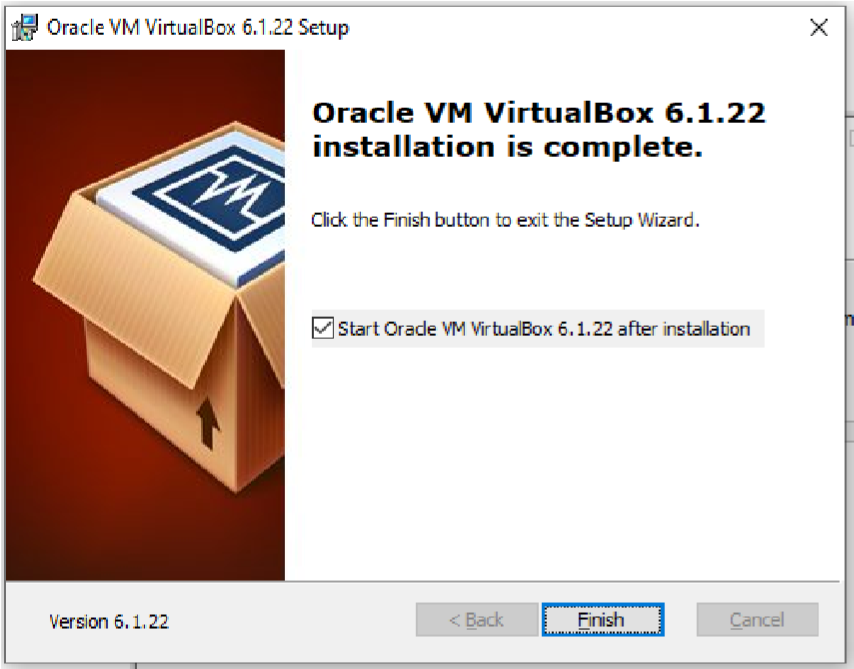 Oracle VM VirtualBox 6.1.22 Setup
Oracle VM VirtualBox 6.1.22
installation is complete.
Click the Finish button to exit the Setup Wizard.
Start Oracle VM VirtualBox 6.1.22 after installation
Version 6.1.22
< Back
Finish
Cancel